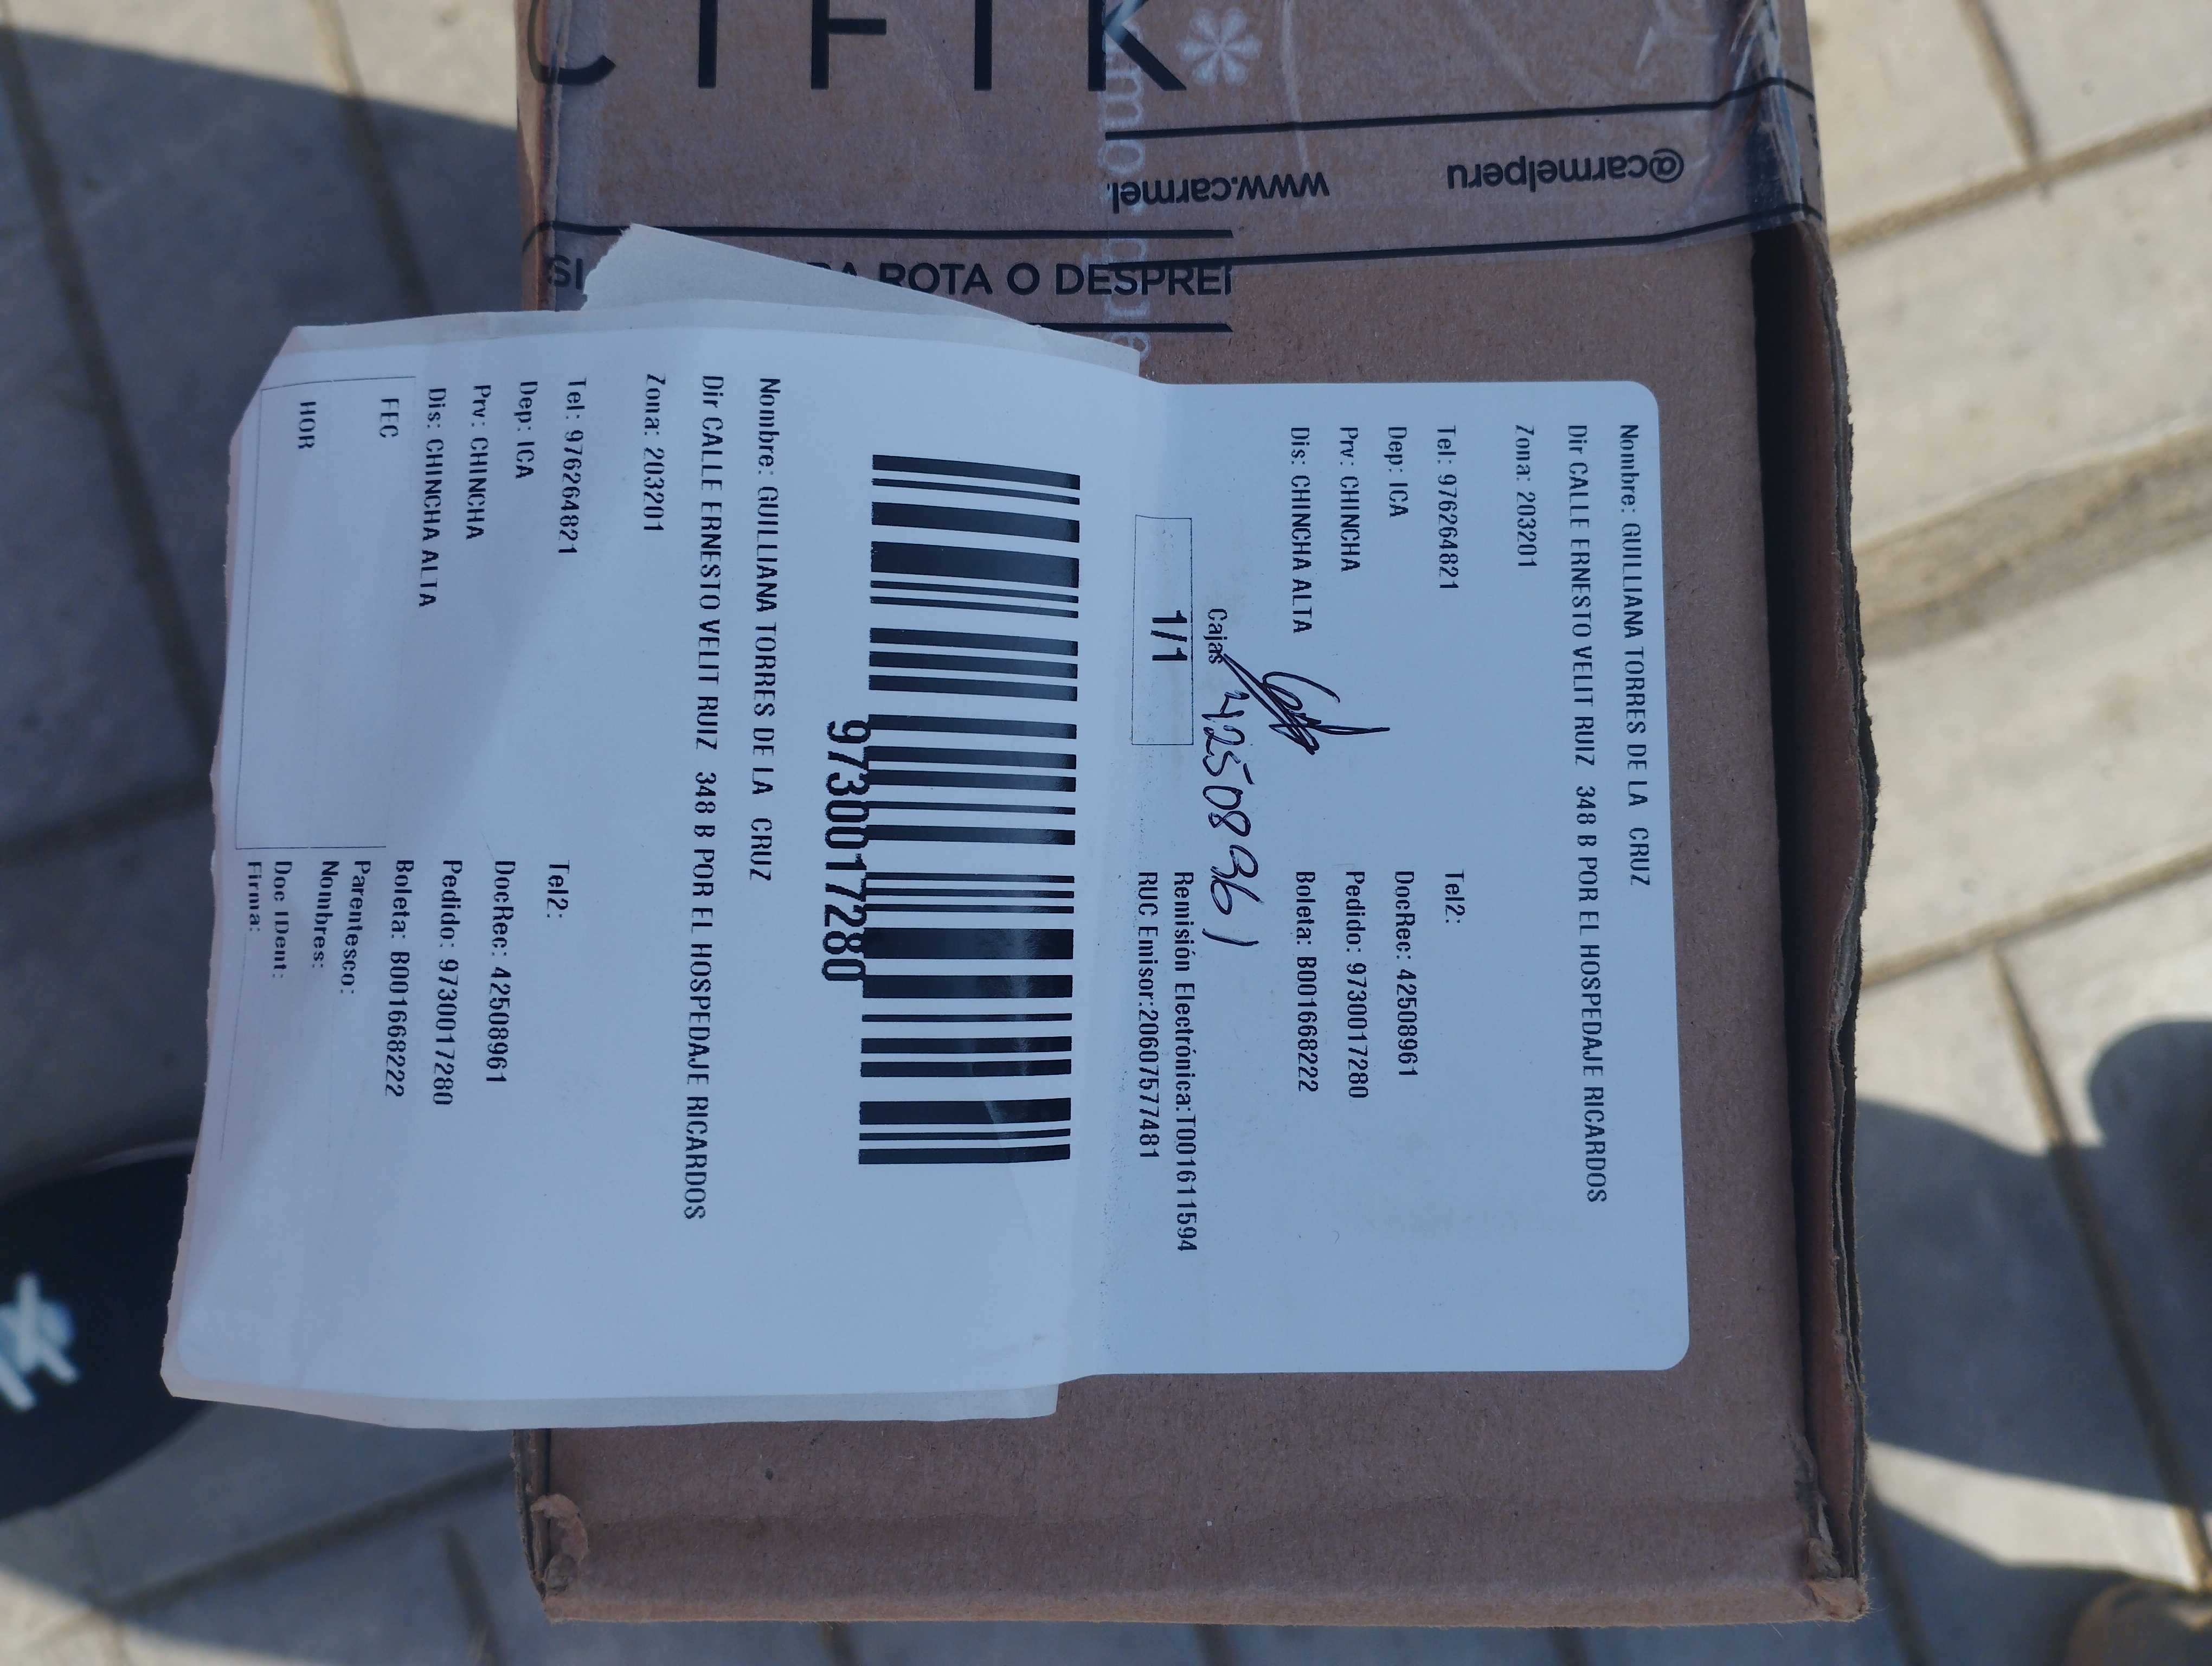 CIFIK*
@carmelperu www.carmel.
SI ROTA O DESPRE
Nombre: GUILLIANA TORRES DE LA CRUZ
Dir CALLE ERNESTO VELIT RUIZ 348 B POR EL HOSPEDAJE RICARDOS
Zona: 203201
Tel: 976264821 Tel2:
Dep: ICA DocRec: 42508961
Prv: CHINCHA Pedido: 9730017280
Dis: CHINCHA ALTA Boleta: B001668222
Cajas 42508961
1/1
Remisión Electrónica:T001611594
RUC Emisor:20607577481
9730017280
Nombre: GUILLIANA TORRES DE LA CRUZ
Dir CALLE ERNESTO VELIT RUIZ 348 B POR EL HOSPEDAJE RICARDOS
Zona: 203201
Tel: 976264821 Tel2:
Dep: ICA DocRec: 42508961
Prv: CHINCHA Pedido: 9730017280
Dis: CHINCHA ALTA Boleta: B001668222
FEC Parentesco:
Nombres:
HOR Doc IDent:
Firma: